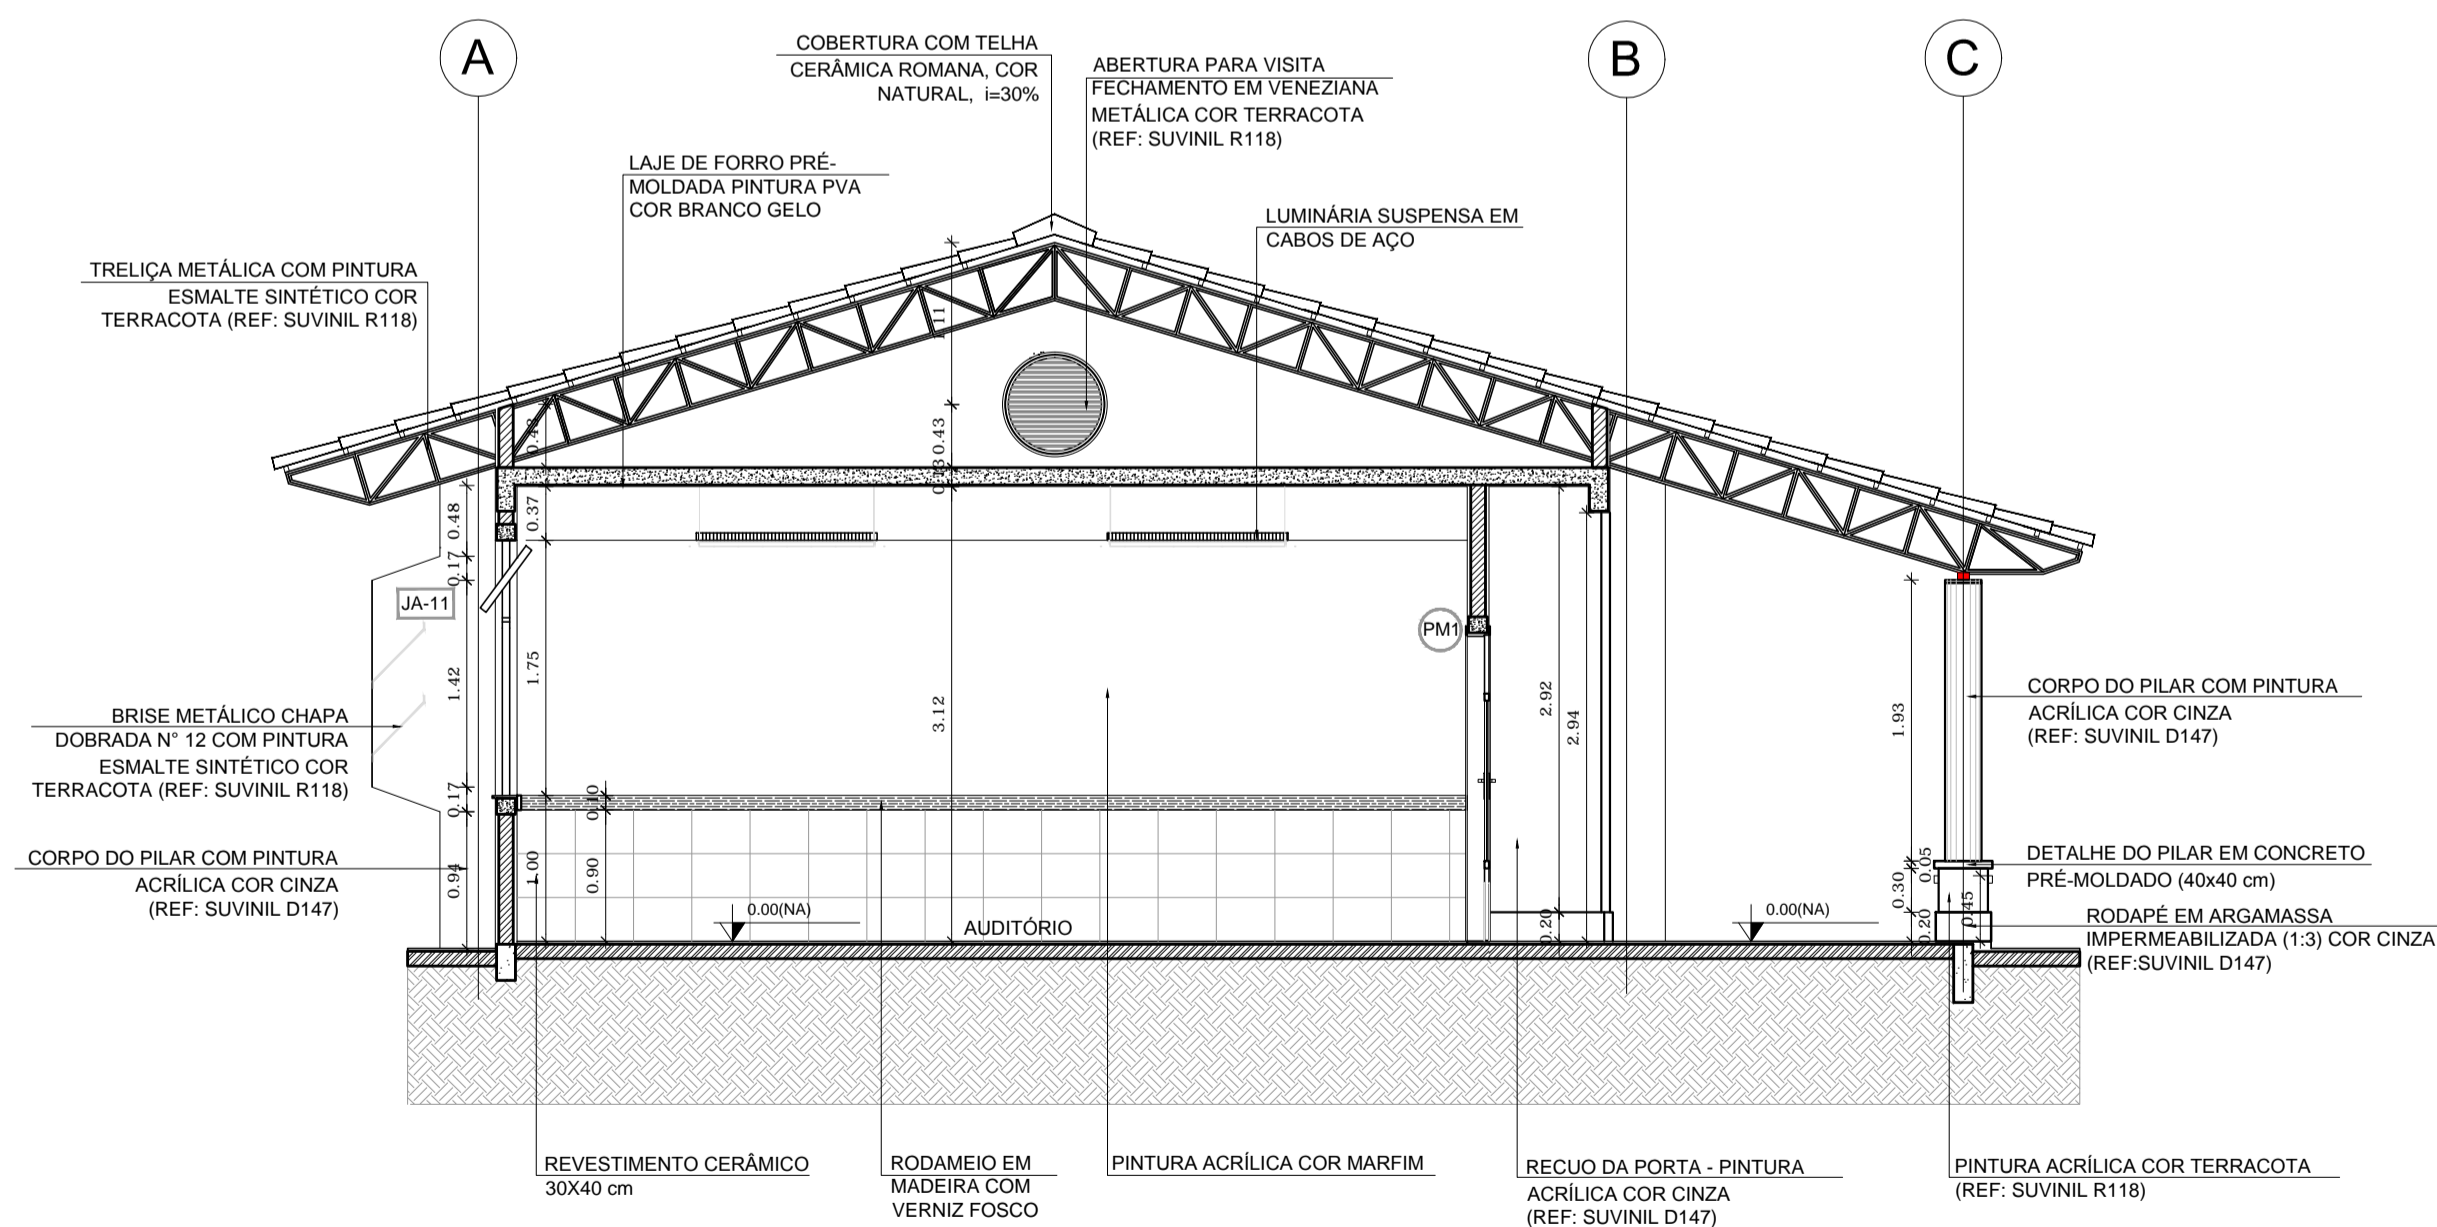 A
B
C
COBERTURA COM TELHA
CERÂMICA ROMANA, COR
NATURAL, i=30%
ABERTURA PARA VISITA
FECHAMENTO EM VENEZIANA
METÁLICA COR TERRACOTA
(REF: SUVINIL R118)
LAJE DE FORRO PRÉ-
MOLDADA PINTURA PVA
COR BRANCO GELO
LUMINÁRIA SUSPENSA EM
CABOS DE AÇO
TRELIÇA METÁLICA COM PINTURA
ESMALTE SINTÉTICO COR
TERRACOTA (REF: SUVINIL R118)
0.43
0.48
0.37
0.17
JA-11
1.42
1.75
3.12
PM1
2.92
2.94
1.93
CORPO DO PILAR COM PINTURA
ACRÍLICA COR CINZA
(REF: SUVINIL D147)
BRISE METÁLICO CHAPA
DOBRADA N° 12 COM PINTURA
ESMALTE SINTÉTICO COR
TERRACOTA (REF: SUVINIL R118)
0.17
0.10
CORPO DO PILAR COM PINTURA
ACRÍLICA COR CINZA
(REF: SUVINIL D147)
0.94
1.00
0.90
0.00(NA)
AUDITÓRIO
0.20
0.00(NA)
0.05
0.30
0.45
0.20
DETALHE DO PILAR EM CONCRETO
PRÉ-MOLDADO (40x40 cm)
RODAPÉ EM ARGAMASSA
IMPERMEABILIZADA (1:3) COR CINZA
(REF:SUVINIL D147)
REVESTIMENTO CERÂMICO
30X40 cm
RODAMEIO EM
MADEIRA COM
VERNIZ FOSCO
PINTURA ACRÍLICA COR MARFIM
RECUO DA PORTA - PINTURA
ACRÍLICA COR CINZA
(REF: SUVINIL D147)
PINTURA ACRÍLICA COR TERRACOTA
(REF: SUVINIL R118)